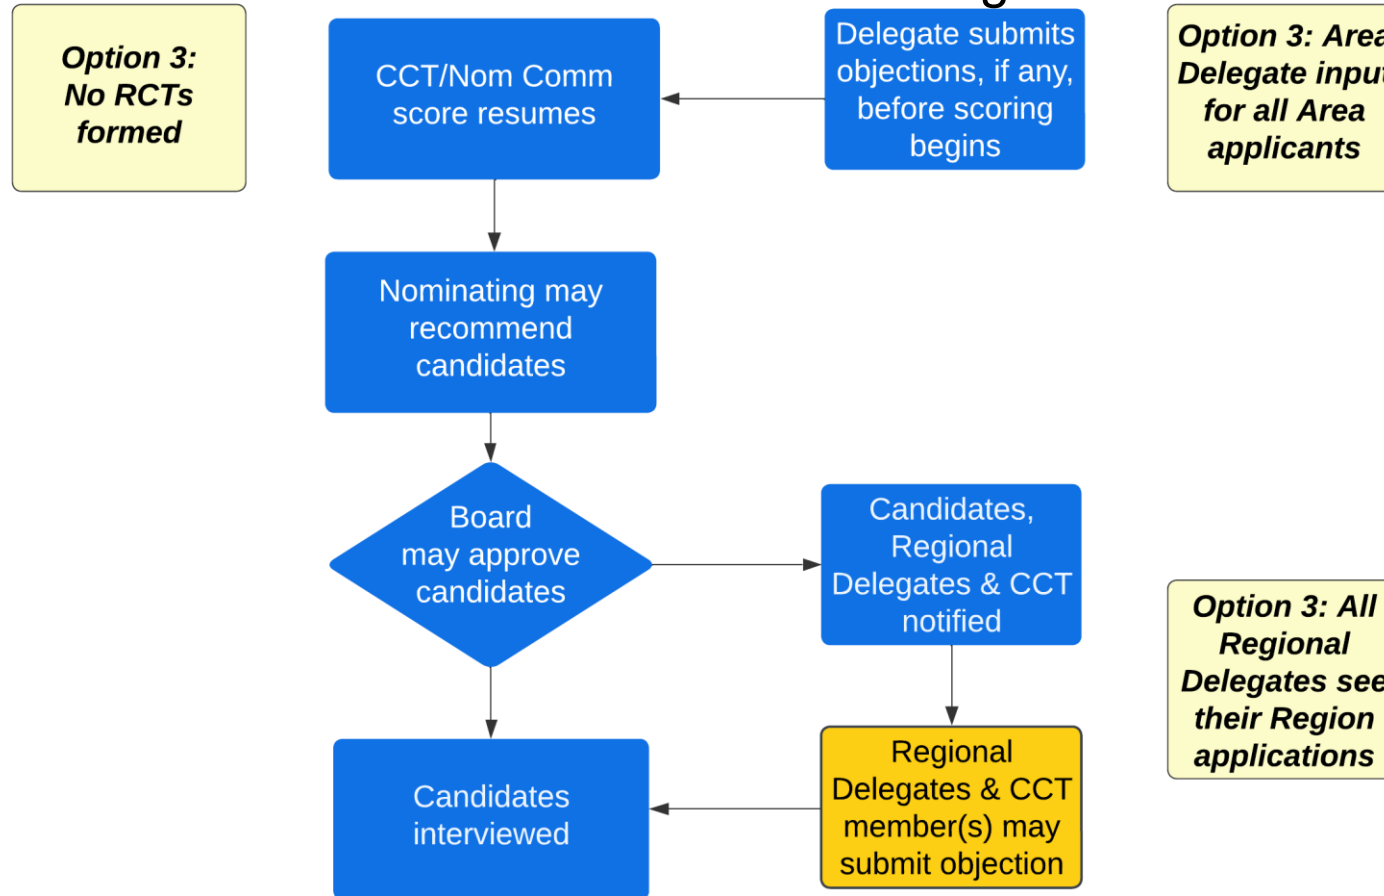 Option 3:
No RCTs
formed
CCT/Nom Comm
score resumes
Delegate submits
objections, if any,
before scoring
begins
Option 3: Area
Delegate input
for all Area
applicants
Nominating may
recommend
candidates
Board
may approve
candidates
Candidates,
Regional
Delegates & CCT
notified
Option 3: All
Regional
Delegates see
their Region
applications
Candidates
interviewed
Regional
Delegates & CCT
member(s) may
submit objection